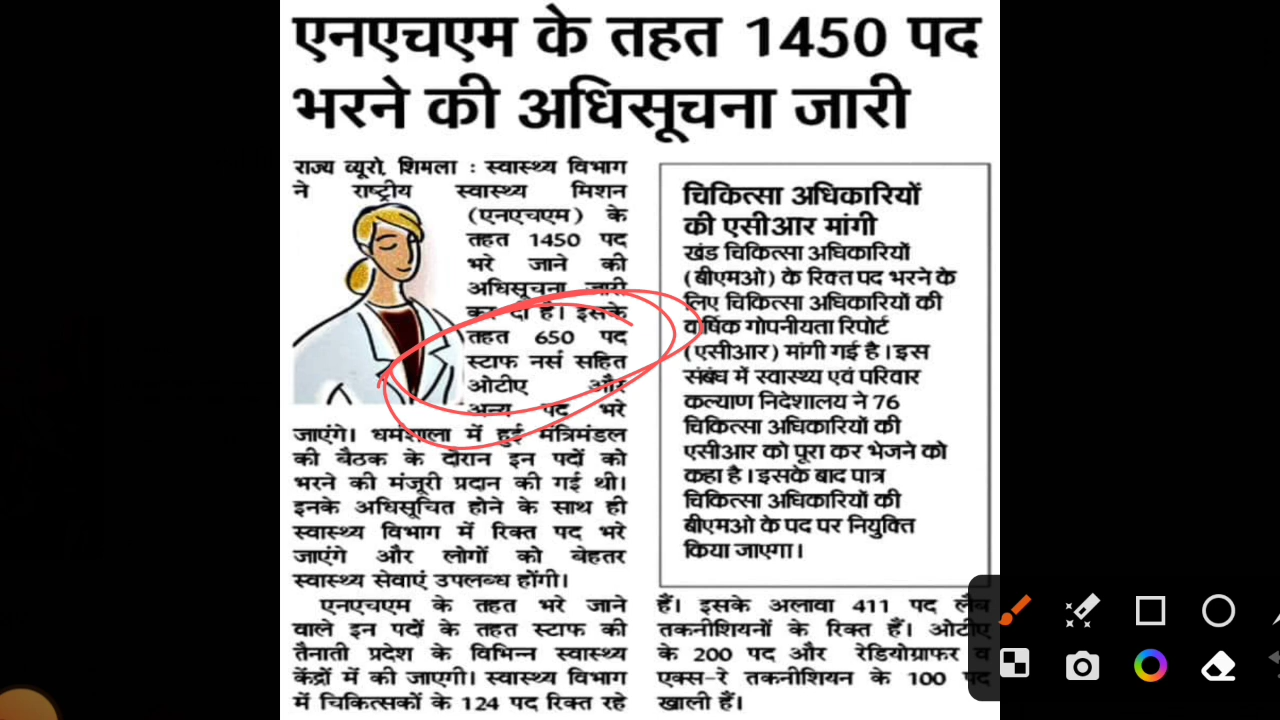 एनएचएम के तहत 1450 पद
भरने की अधिसूचना जारी
राज्य ब्यूरो, शिमला : स्वास्थ्य विभाग
ने राष्ट्रीय स्वास्थ्य मिशन
(एनएचएम) के
तहत 1450 पद
भरे जाने की
अधिसूचना जारी
कर दी है। इसके
तहत 650 पद
स्टाफ नर्स सहित
ओटीए और
अन्य पद भरे
जाएंगे। धर्मशाला में हुई मंत्रिमंडल
की बैठक के दौरान इन पदों को
भरने की मंजूरी प्रदान की गई थी।
इनके अधिसूचित होने के साथ ही
स्वास्थ्य विभाग में रिक्त पद भरे
जाएंगे और लोगों को बेहतर
स्वास्थ्य सेवाएं उपलब्ध होंगी।
एनएचएम के तहत भरे जाने
वाले इन पदों के तहत स्टाफ की
तैनाती प्रदेश के विभिन्न स्वास्थ्य
केंद्रों में की जाएगी। स्वास्थ्य विभाग
में चिकित्सकों के 124 पद रिक्त रहे
हैं। इसके अलावा 411 पद लैब
तकनीशियनों के रिक्त हैं। ओटीए
के 200 पद और रेडियोग्राफर व
एक्स-रे तकनीशियन के 100 पद
खाली हैं।
चिकित्सा अधिकारियों
की एसीआर मांगी
खंड चिकित्सा अधिकारियों
(बीएमओ) के रिक्त पद भरने के
लिए चिकित्सा अधिकारियों की
वार्षिक गोपनीयता रिपोर्ट
(एसीआर) मांगी गई है। इस
संबंध में स्वास्थ्य एवं परिवार
कल्याण निदेशालय ने 76
चिकित्सा अधिकारियों की
एसीआर को पूरा कर भेजने को
कहा है। इसके बाद पात्र
चिकित्सा अधिकारियों की
बीएमओ के पद पर नियुक्ति
किया जाएगा।